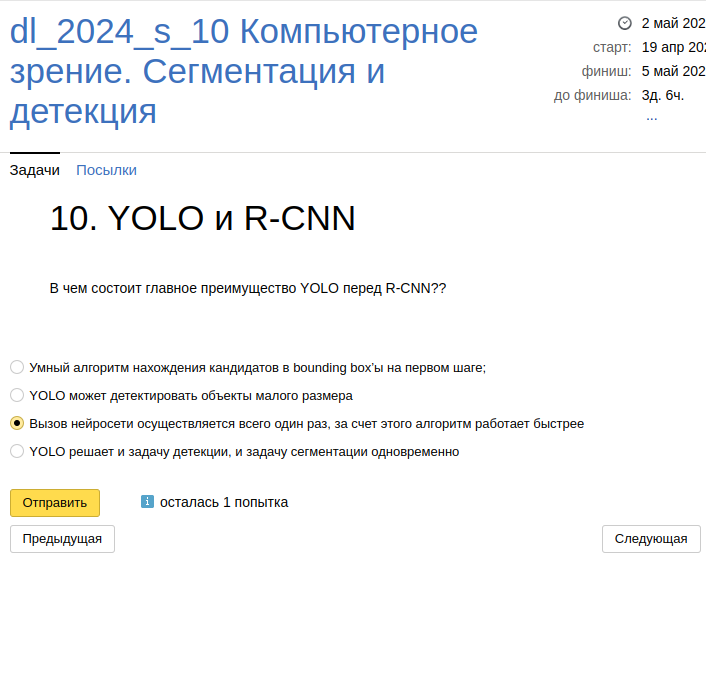 dl_2024_s_10 Компьютерное
зрение. Сегментация и
детекция
2 май 202
старт: 19 апр 202
финиш: 5 май 202
до финиша: 3д. 6ч.
...
Задачи Посылки
10. YOLO и R-CNN
В чем состоит главное преимущество YOLO перед R-CNN??
Умный алгоритм нахождения кандидатов в bounding box'ы на первом шаге;
YOLO может детектировать объекты малого размера
Вызов нейросети осуществляется всего один раз, за счет этого алгоритм работает быстрее
YOLO решает и задачу детекции, и задачу сегментации одновременно
Отправить осталась 1 попытка
Предыдущая Следующая